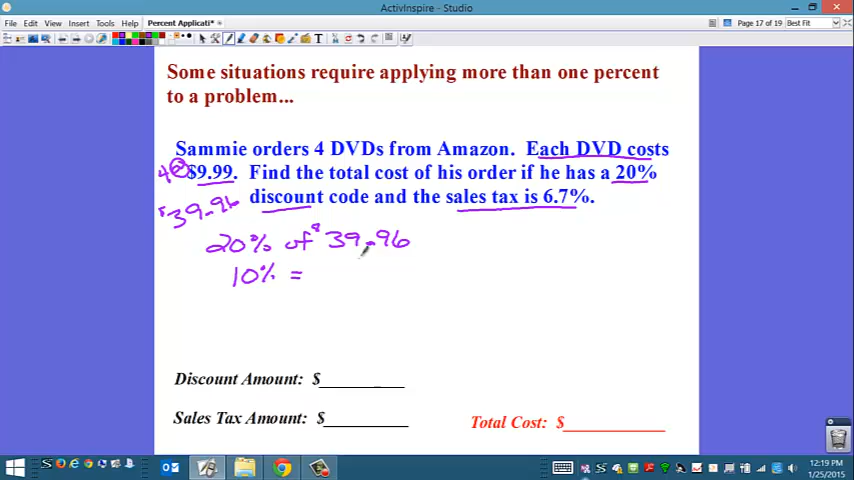 ActivInspire - Studio
File Edit View Insert Tools Help
Percent Applicati*
Page 17 of 19
Best Fit
Some situations require applying more than one percent
to a problem...
Sammie orders 4 DVDs from Amazon. Each DVD costs
$9.99. Find the total cost of his order if he has a 20%
discount code and the sales tax is 6.7%.
4
$39.96
20% of $39.96
10% =
Discount Amount: $
Sales Tax Amount: $
Total Cost: $
12:19 PM
1/25/2015